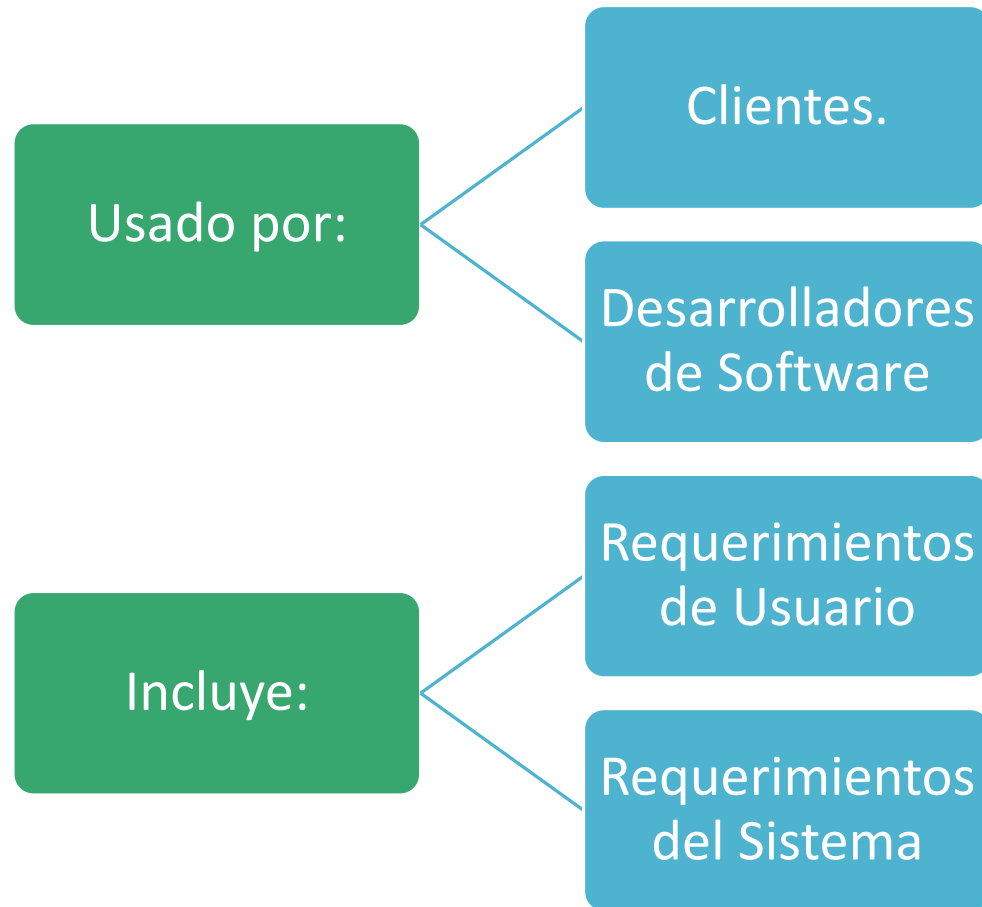 Usado por:
Clientes.
Desarrolladores
de Software
Incluye:
Requerimientos
de Usuario
Requerimientos
del Sistema